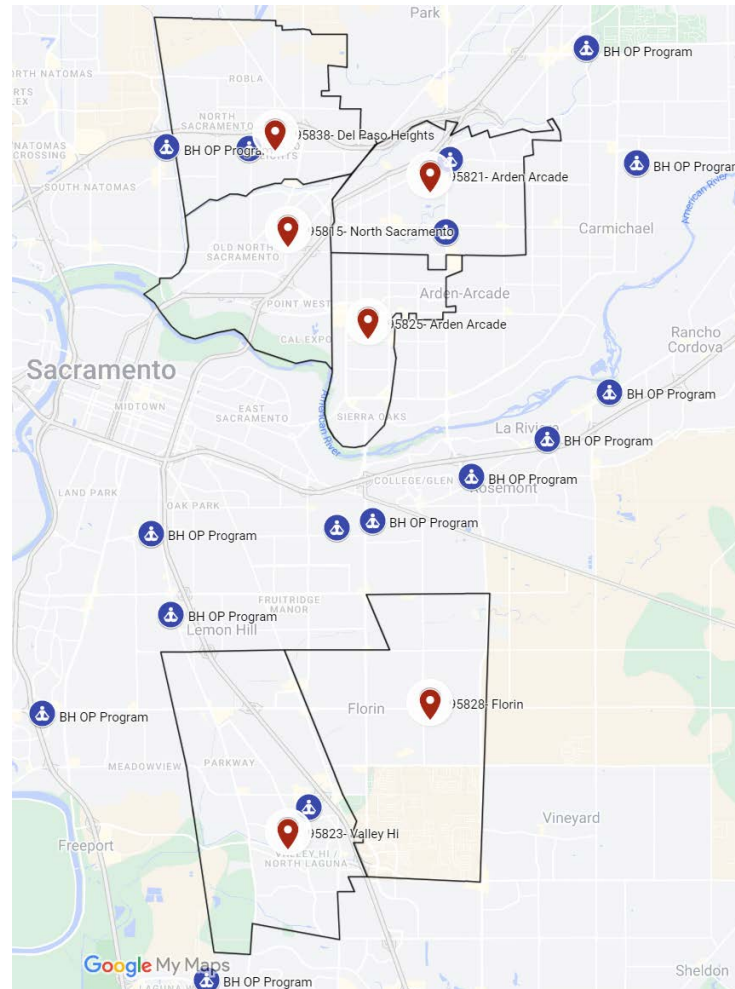 Park
BH OP Program
ROBLA
NORTH
SACRAMENTO
95838- Del Paso Heights
NATOMAS
CROSSING
BH OP
HEIGHTS
95821- Arden Arcade
BH OP Program
SOUTH NATOMAS
American River
Carmichael
95815- North Sacramento
OLD NORTH
SACRAMENTO
POINT WEST
Arden-Arcade
95825- Arden Arcade
CAL EXPO
Rancho
Cordova
Sacramento
MIDTOWN
EAST
SACRAMENTO
SIERRA OAKS
American River
BH OP Program
La Riviera
BH OP Program
COLLEGE/GLEN
BH OP Program
Rosemont
LAND PARK
OAK PARK
BH OP Program
BH OP Program
FRUITRIDGE
MANOR
BH OP Program
Lemon Hill
95828- Florin
Florin
BH OP Program
MEADOWVIEW
PARKWAY
Vineyard
95823- Valley Hi
Freeport
VALLEY HI /
NORTH LAGUNA
Google My Maps
BH OP Program
Sheldon